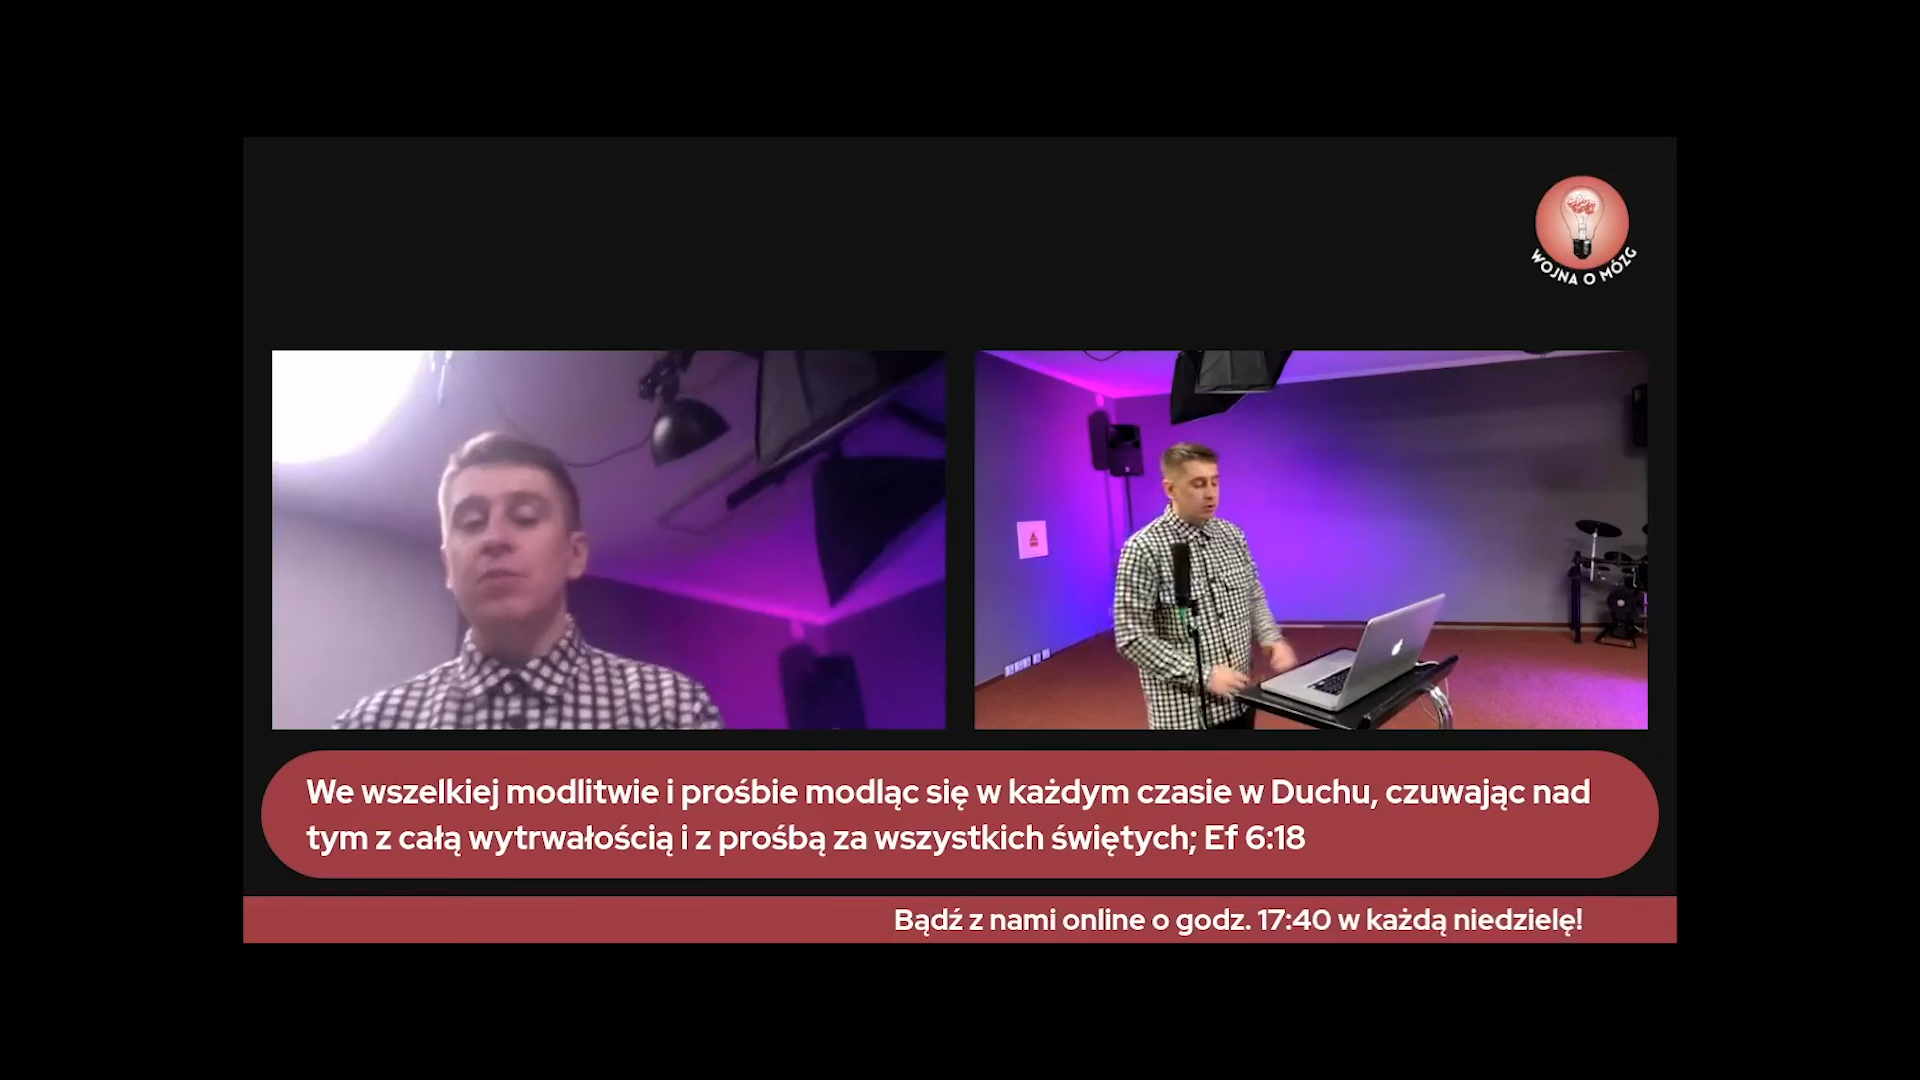 WOJNA O MÓZG
We wszelkiej modlitwie i prośbie modląc się w każdym czasie w Duchu, czuwając nad
tym z całą wytrwałością i z prośbą za wszystkich świętych; Ef 6:18
Bądź z nami online o godz. 17:40 w każdą niedzielę!